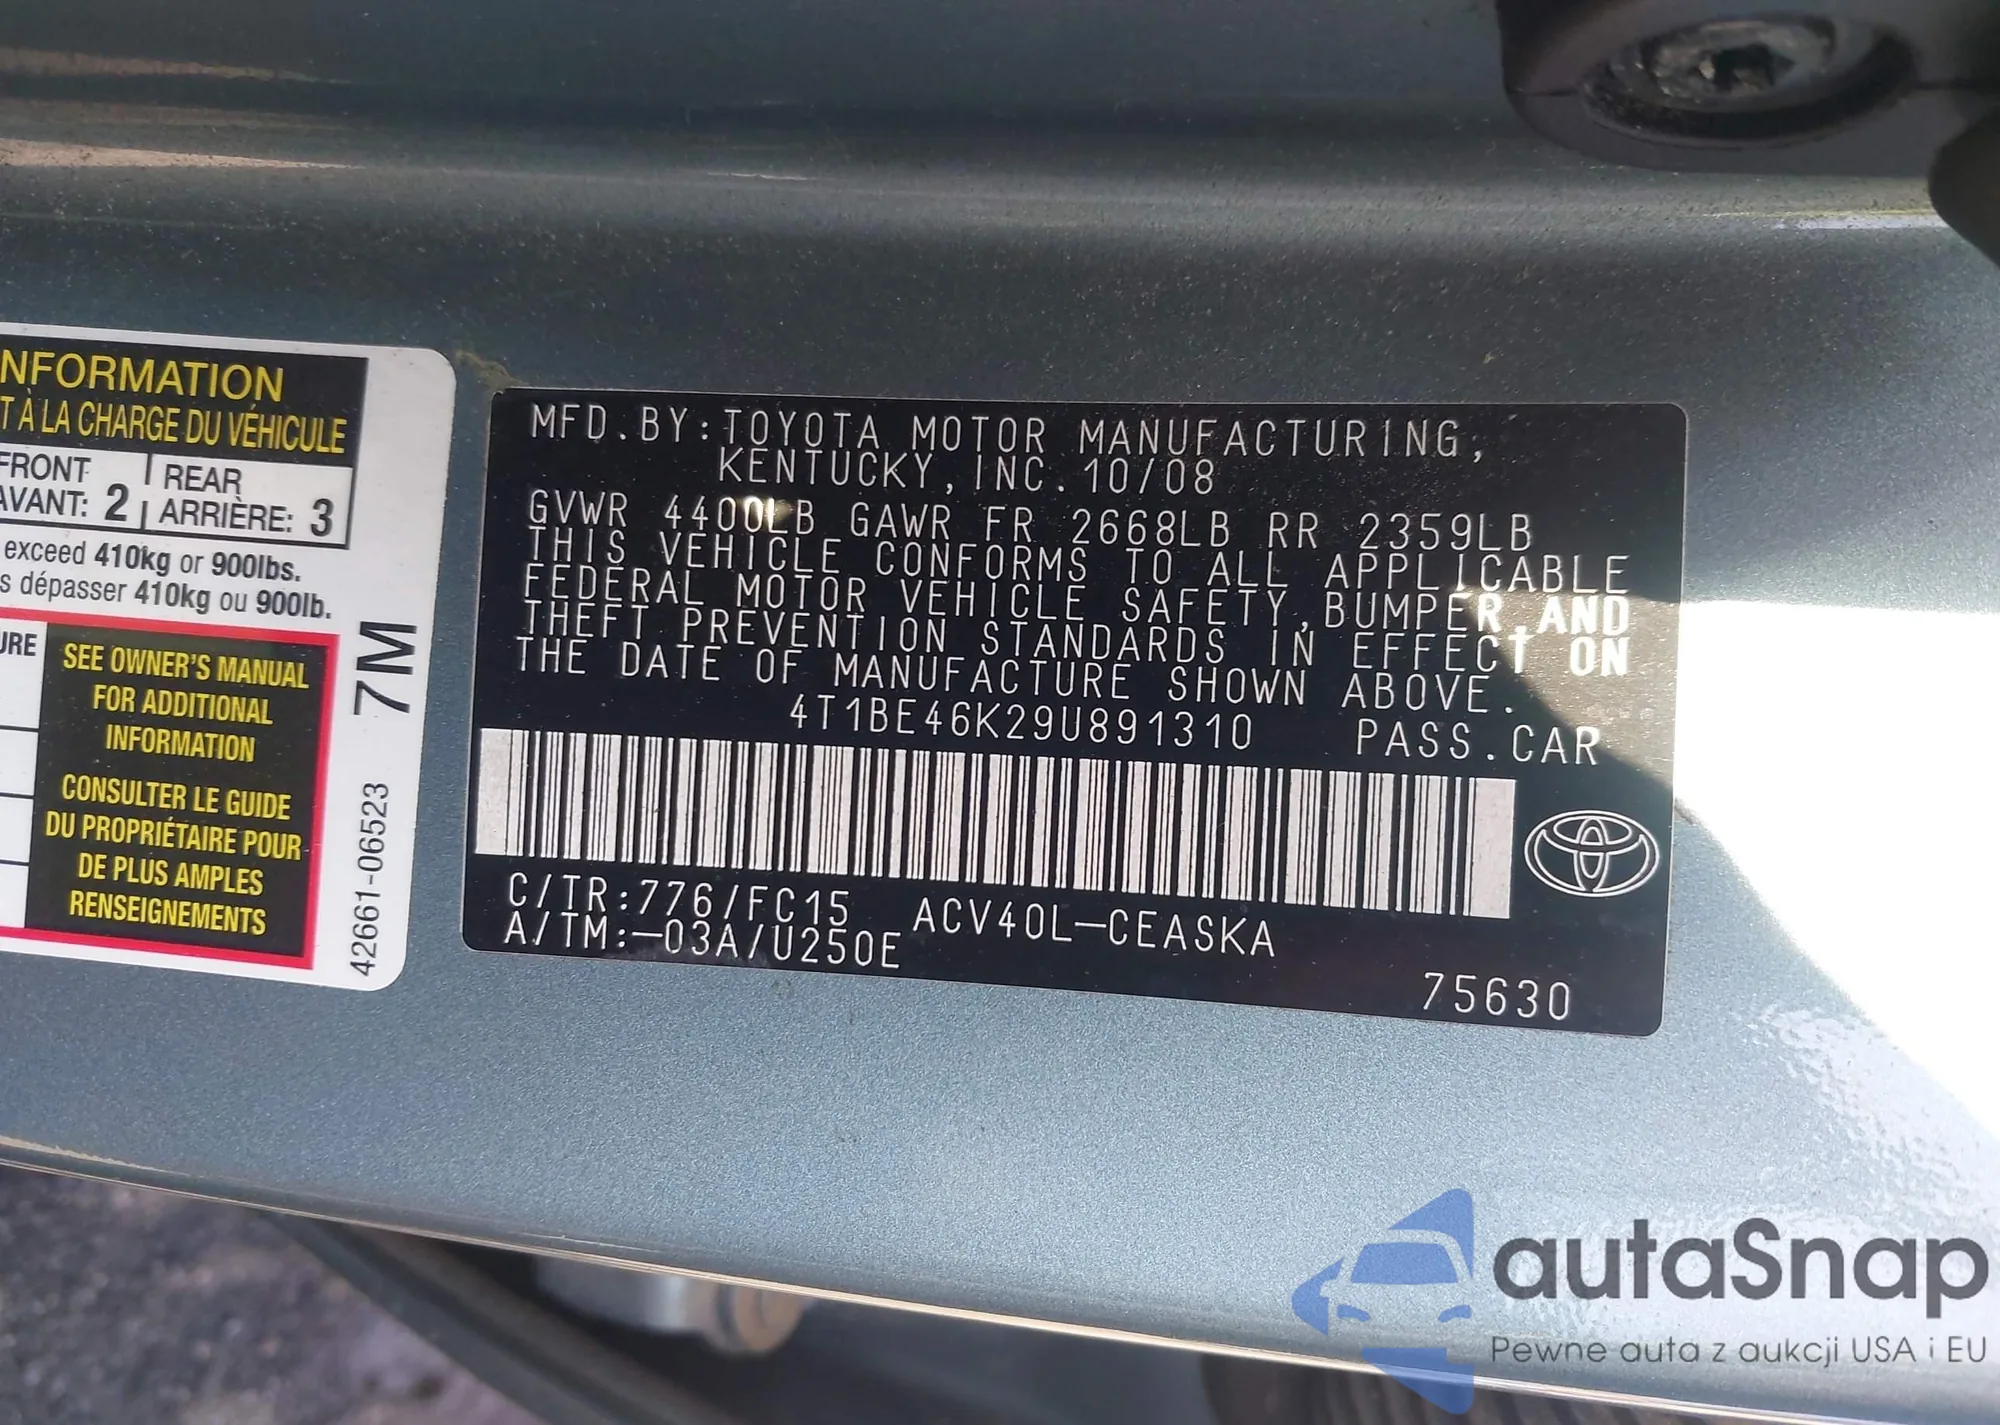 NFORMATION
T À LA CHARGE DU VÉHICULE
FRONT
AVANT: 2
REAR
ARRIÈRE: 3
exceed 410kg or 900lbs.
s dépasser 410kg ou 900lb.
URE
SEE OWNER'S MANUAL
FOR ADDITIONAL
INFORMATION
CONSULTER LE GUIDE
DU PROPRIÉTAIRE POUR
DE PLUS AMPLES
RENSEIGNEMENTS
7M
42661-06523
MFD.BY:TOYOTA MOTOR MANUFACTURING,
KENTUCKY, INC. 10/08
GVWR 4400LB GAWR FR 2668LB RR 2359LB
THIS VEHICLE CONFORMS TO ALL APPLICABLE
FEDERAL MOTOR VEHICLE SAFETY,BUMPER,AND
THEFT PREVENTION STANDARDS IN EFFECT ON
THE DATE OF MANUFACTURE SHOWN ABOVE.
4T1BE46K29U891310 PASS.CAR
C/TR:776/FC15 ACV40L-CEASKA
A/TM:-03A/U250E
75630
autaSnap
Pewne auta z aukcji USA i EU